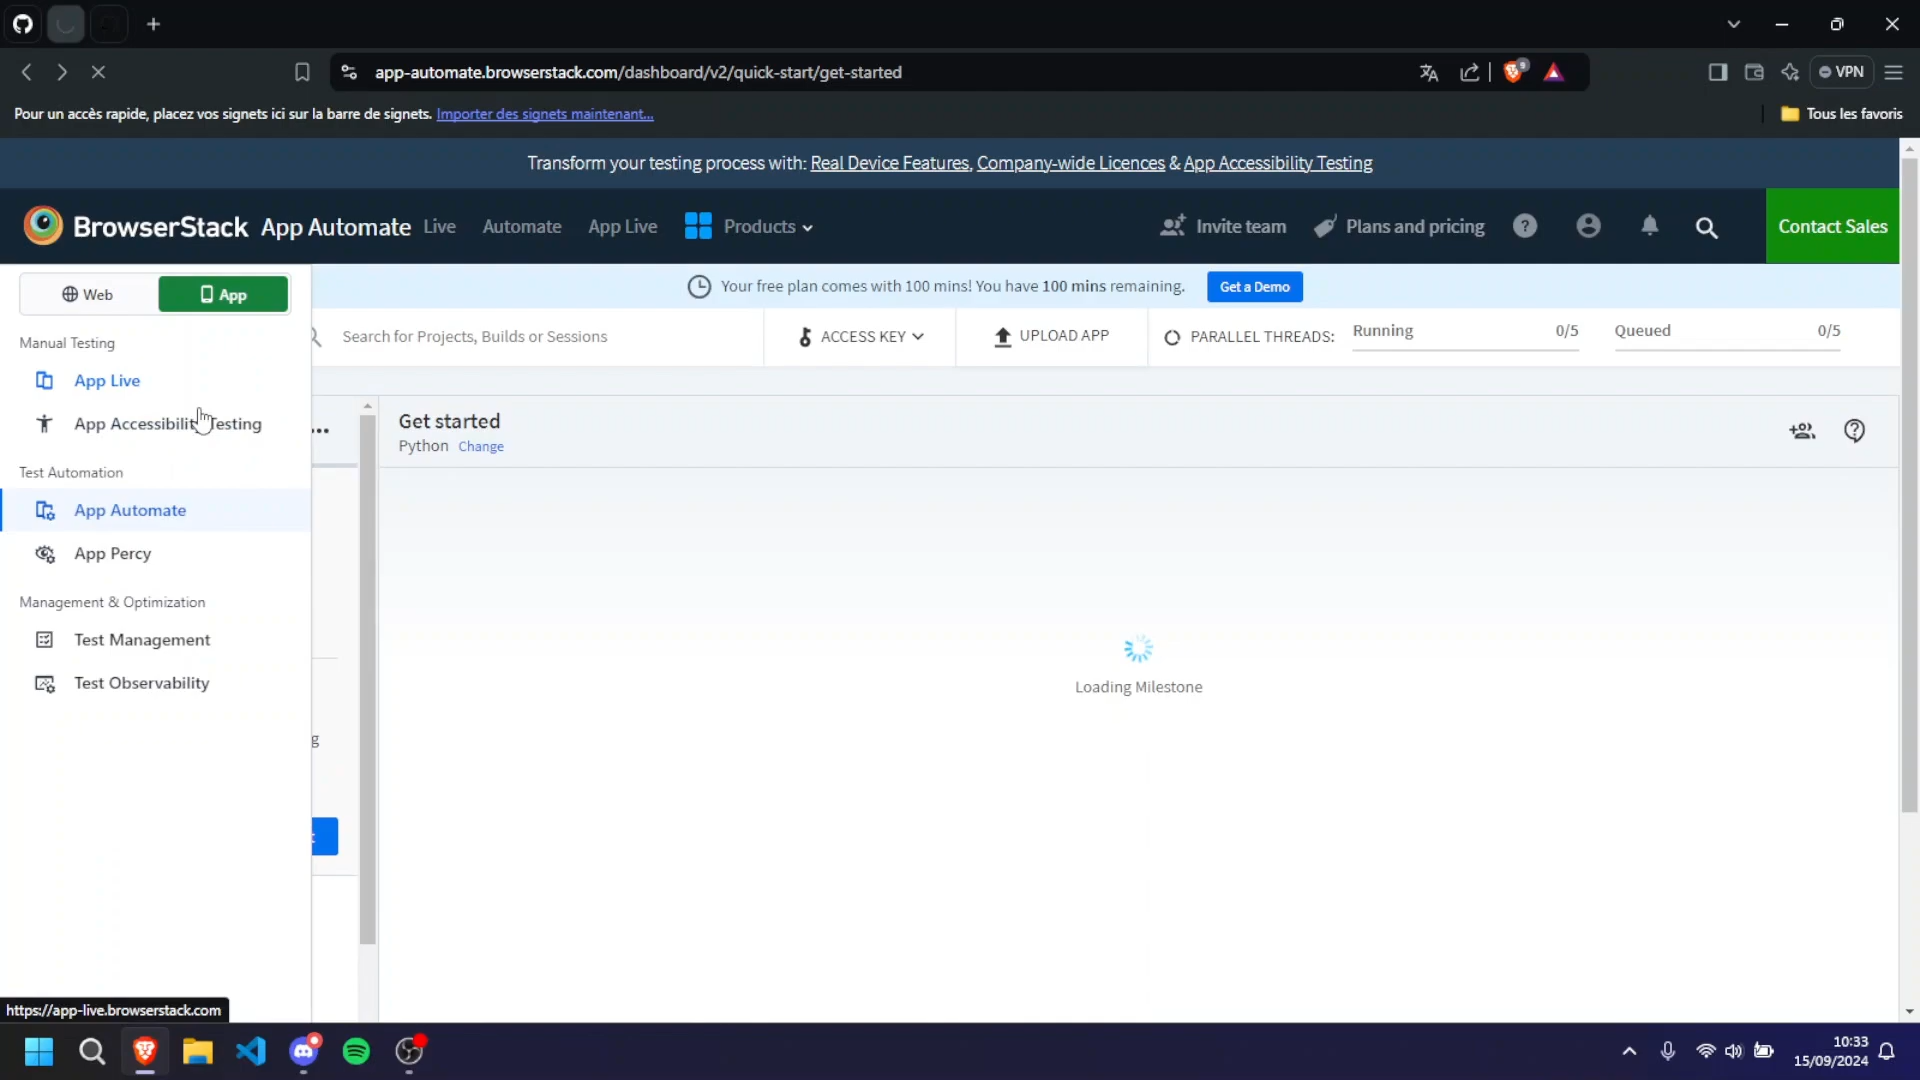 app-automate.browserstack.com/dashboard/v2/quick-start/get-started
VPN
Pour un accès rapide, placez vos signets ici sur la barre de signets. Importer des signets maintenant...
Tous les favoris
Transform your testing process with: Real Device Features, Company-wide Licences & App Accessibility Testing
BrowserStack App Automate Live Automate App Live Products
Invite team Plans and pricing Contact Sales
Web App
Your free plan comes with 100 mins! You have 100 mins remaining. Get a Demo
Search for Projects, Builds or Sessions
ACCESS KEY
UPLOAD APP
PARALLEL THREADS:
Running 0/5
Queued 0/5
Manual Testing
App Live
App Accessibility Testing
Test Automation
App Automate
App Percy
Management & Optimization
Test Management
Test Observability
g
Get started
Python Change
Loading Milestone
https://app-live.browserstack.com
10:33
15/09/2024